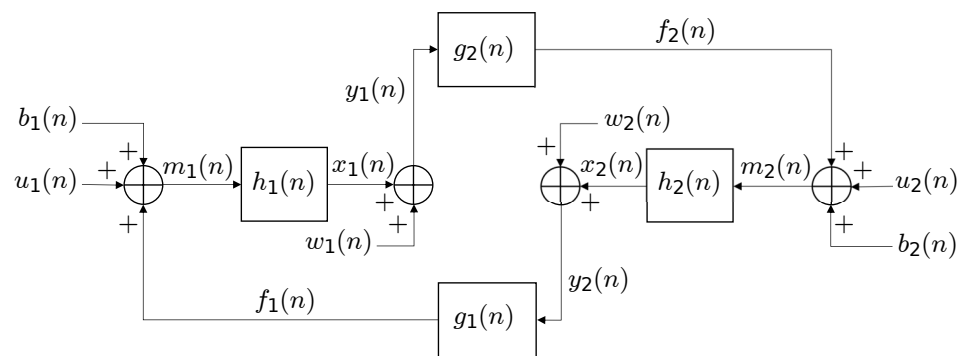 g₂(n)
f₂(n)
y₁(n)
b₁(n)
w₂(n)
+
+
+
+
m₁(n)
x₁(n)
x₂(n)
m₂(n)
u₁(n)
h₁(n)
h₂(n)
u₂(n)
+
+
+
+
+
+
w₁(n)
b₂(n)
y₂(n)
f₁(n)
g₁(n)